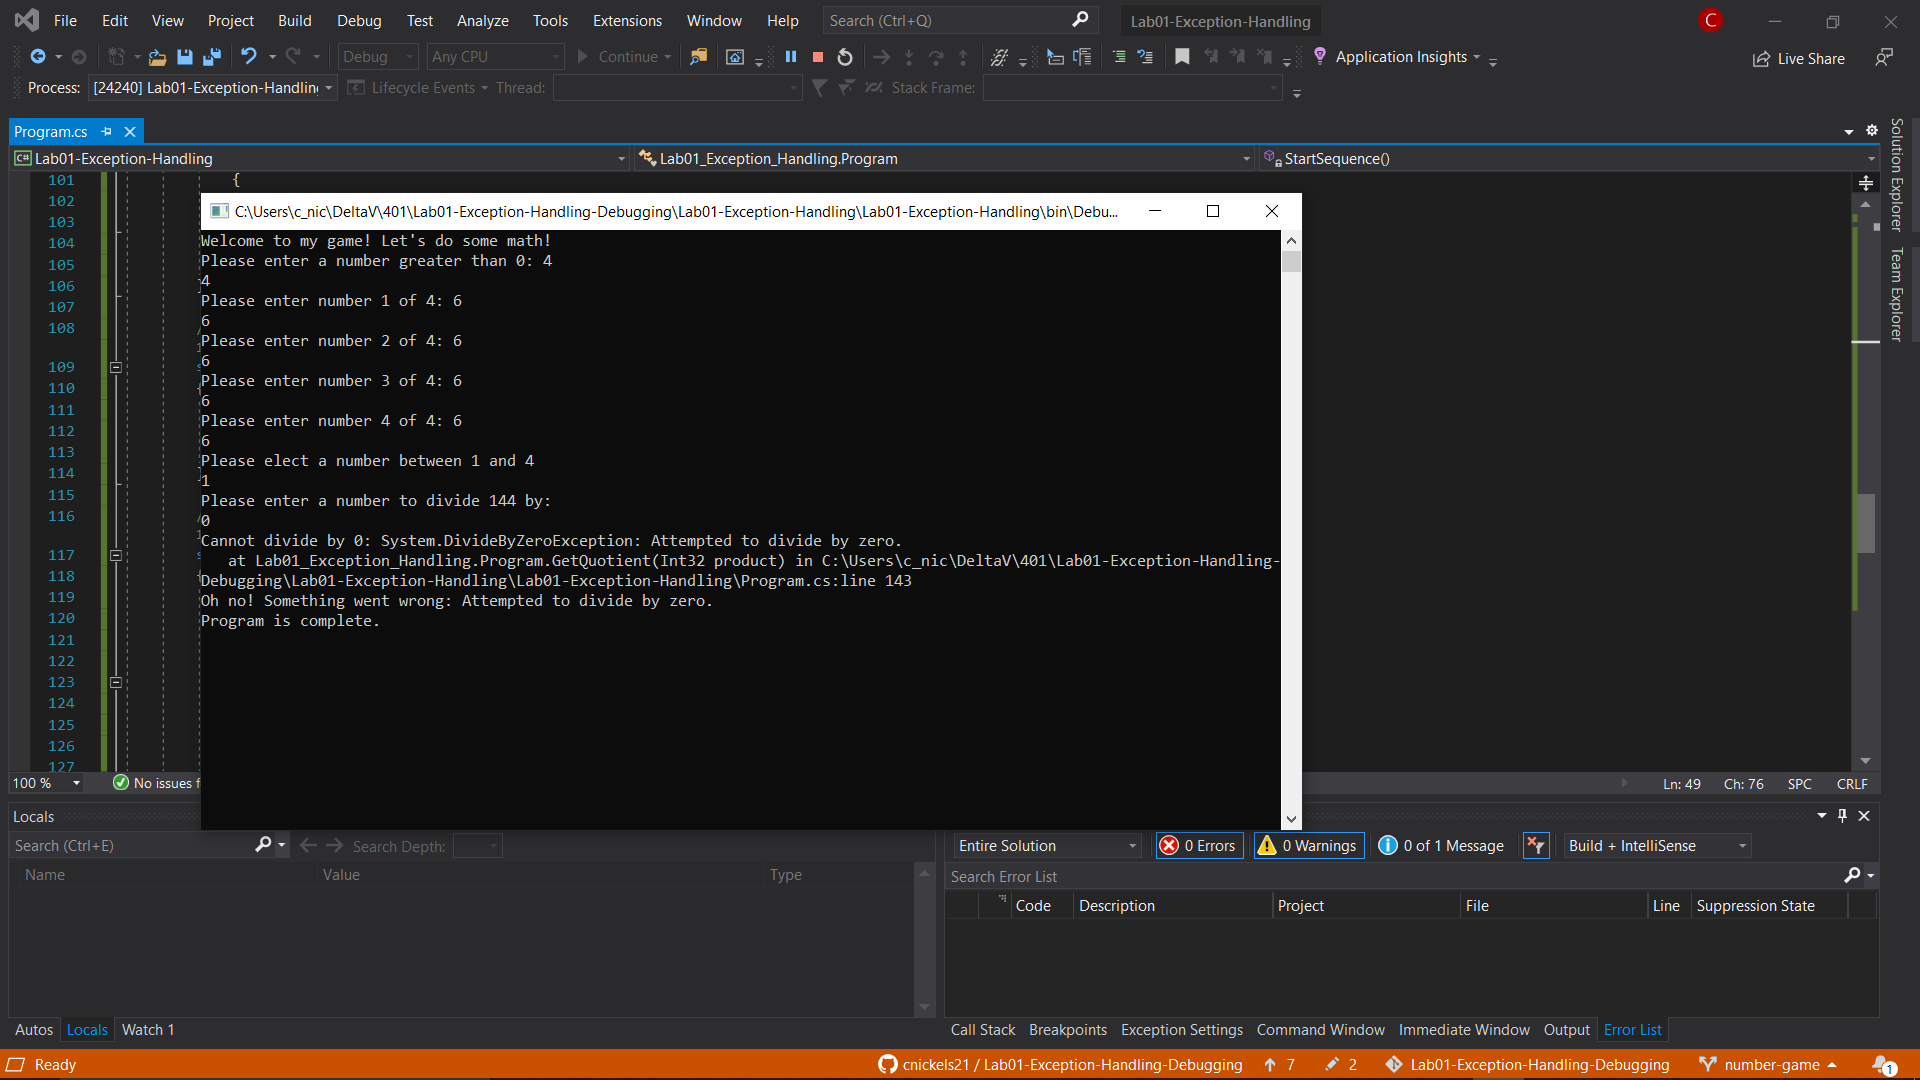 File Edit View Project Build Debug Test Analyze Tools Extensions Window Help Search (Ctrl+Q) Lab01-Exception-Handling C
Debug Any CPU Continue Application Insights Live Share
Process: [24240] Lab01-Exception-Handlin Lifecycle Events Thread: Stack Frame:
Program.cs
C# Lab01-Exception-Handling Lab01_Exception_Handling.Program StartSequence()
Solution Explorer
Team Explorer
101 {
102
103
104
105
106
107
108
109
110
111
112
113
114
115
116
117
118
119
120
121
122
123
124
125
126
127
C:\Users\c_nic\DeltaV\401\Lab01-Exception-Handling-Debugging\Lab01-Exception-Handling\Lab01-Exception-Handling\bin\Debu...
Welcome to my game! Let's do some math!
Please enter a number greater than 0: 4
4
Please enter number 1 of 4: 6
6
Please enter number 2 of 4: 6
6
Please enter number 3 of 4: 6
6
Please enter number 4 of 4: 6
6
Please elect a number between 1 and 4
1
Please enter a number to divide 144 by:
0
Cannot divide by 0: System.DivideByZeroException: Attempted to divide by zero.
at Lab01_Exception_Handling.Program.GetQuotient(Int32 product) in C:\Users\c_nic\DeltaV\401\Lab01-Exception-Handling-
Debugging\Lab01-Exception-Handling\Lab01-Exception-Handling\Program.cs:line 143
Oh no! Something went wrong: Attempted to divide by zero.
Program is complete.
100 % No issues Ln: 49 Ch: 76 SPC CRLF
Locals
Search (Ctrl+E) Search Depth:
Name Value Type
Autos Locals Watch 1
Entire Solution 0 Errors 0 Warnings 0 of 1 Message Build + IntelliSense
Search Error List
Code Description Project File Line Suppression State
Call Stack Breakpoints Exception Settings Command Window Immediate Window Output Error List
Ready cnickels21 / Lab01-Exception-Handling-Debugging 7 2 Lab01-Exception-Handling-Debugging number-game 1